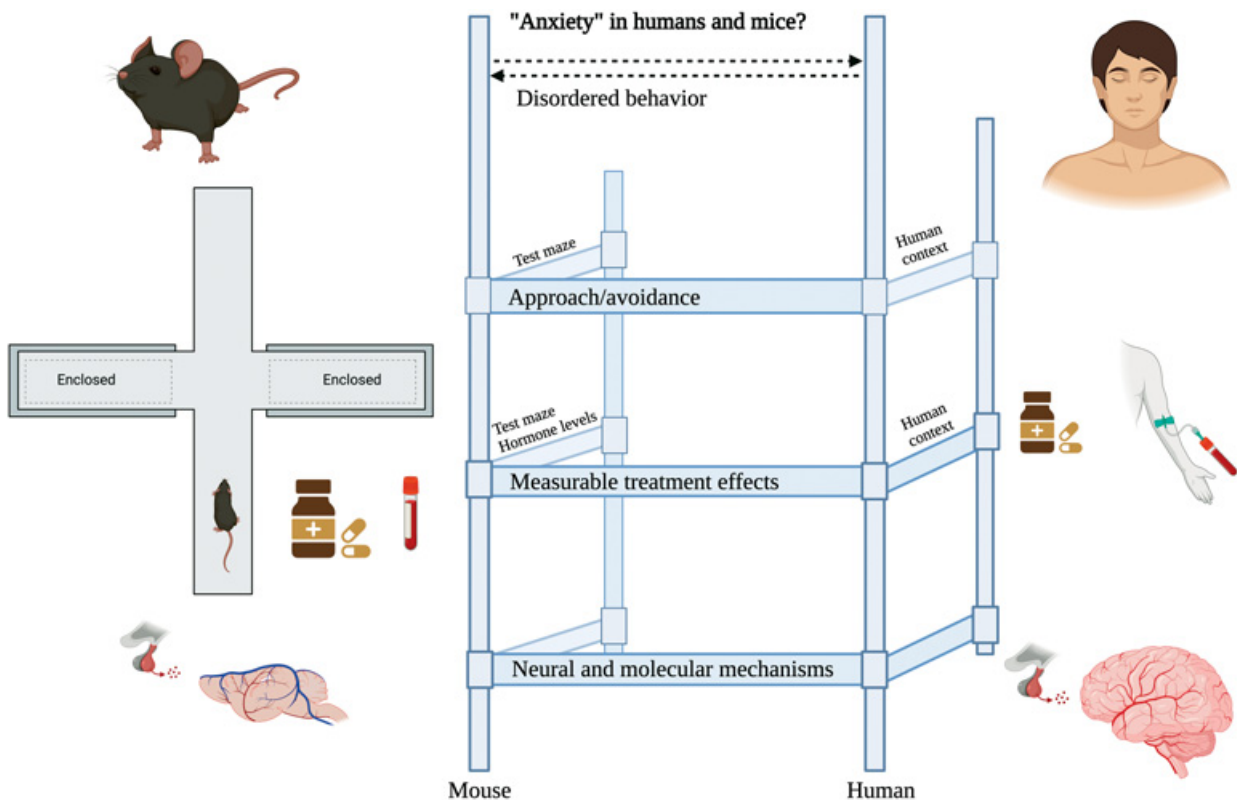 "Anxiety" in humans and mice?
Disordered behavior
Test maze
Human
context
Approach/avoidance
Enclosed
Enclosed
Test maze
Hormone levels
Human
context
Measurable treatment effects
Neural and molecular mechanisms
Mouse
Human